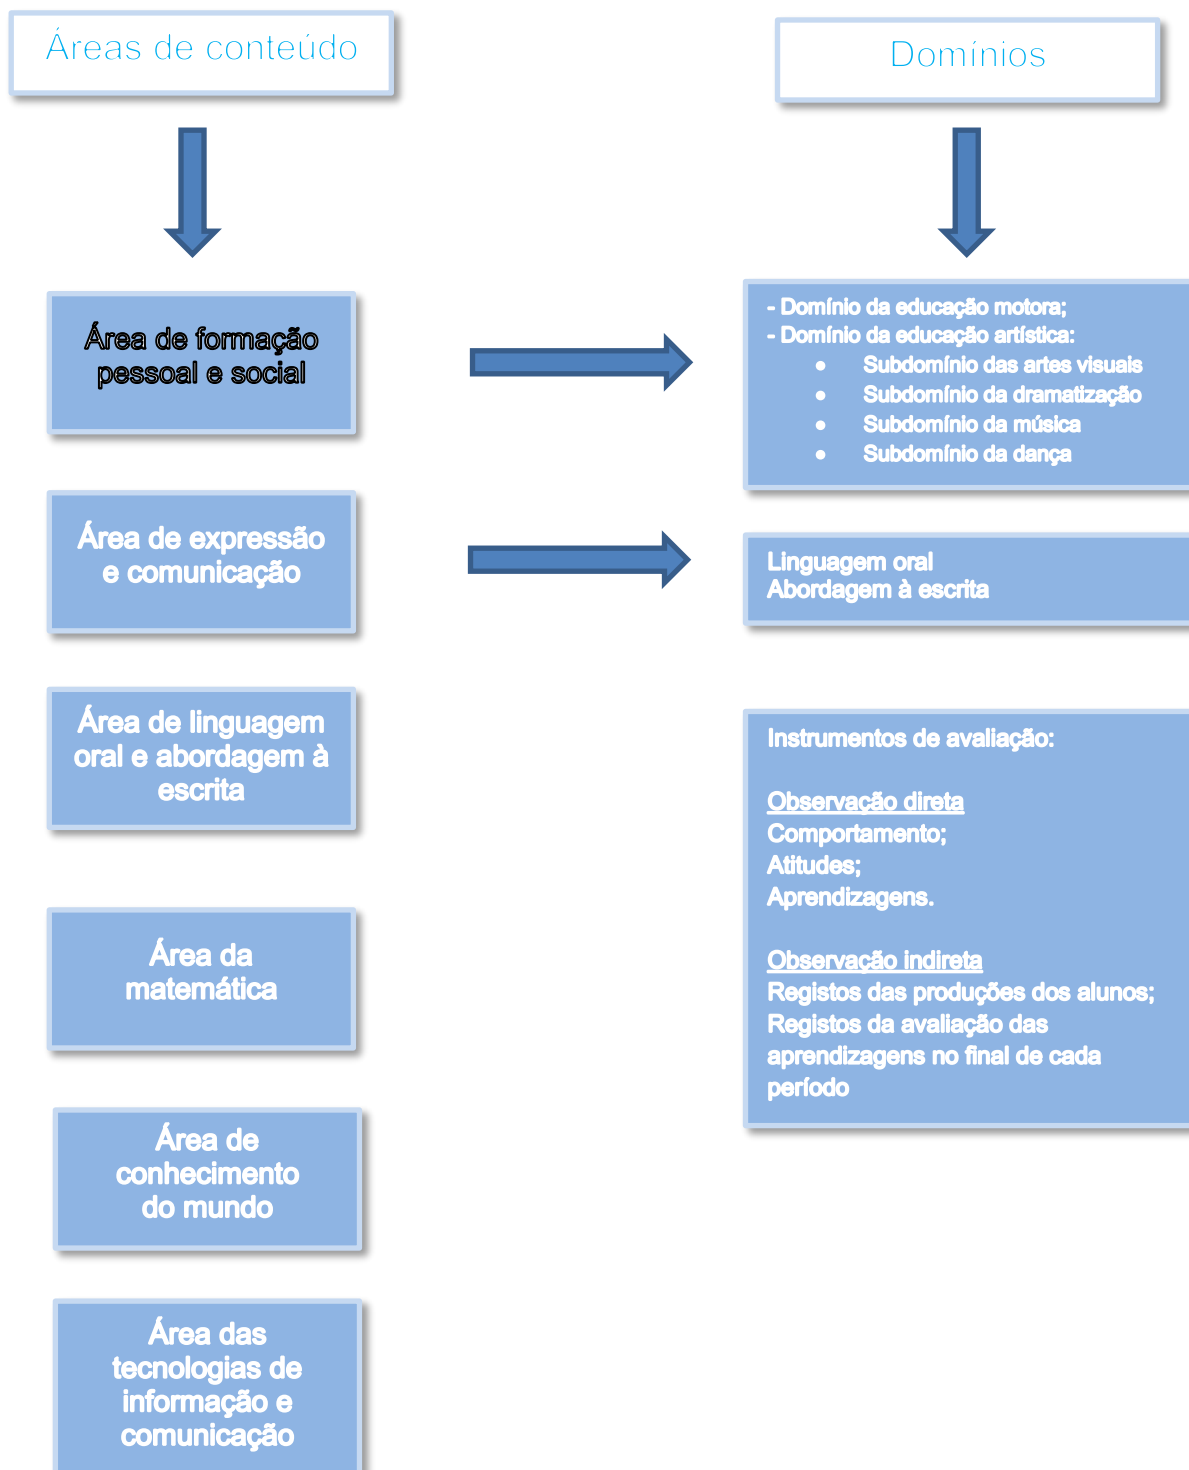 Áreas de conteúdo
Domínios
Área de formação
pessoal e social
- Domínio da educação motora;
- Domínio da educação artística:
● Subdomínio das artes visuais
● Subdomínio da dramatização
● Subdomínio da música
● Subdomínio da dança
Área de expressão
e comunicação
Linguagem oral
Abordagem à escrita
Área de linguagem
oral e abordagem à
escrita
Instrumentos de avaliação:
Observação direta
Comportamento;
Atitudes;
Aprendizagens.
Observação indireta
Registos das produções dos alunos;
Registos da avaliação das
aprendizagens no final de cada
período
Área da
matemática
Área de
conhecimento
do mundo
Área das
tecnologias de
informação e
comunicação